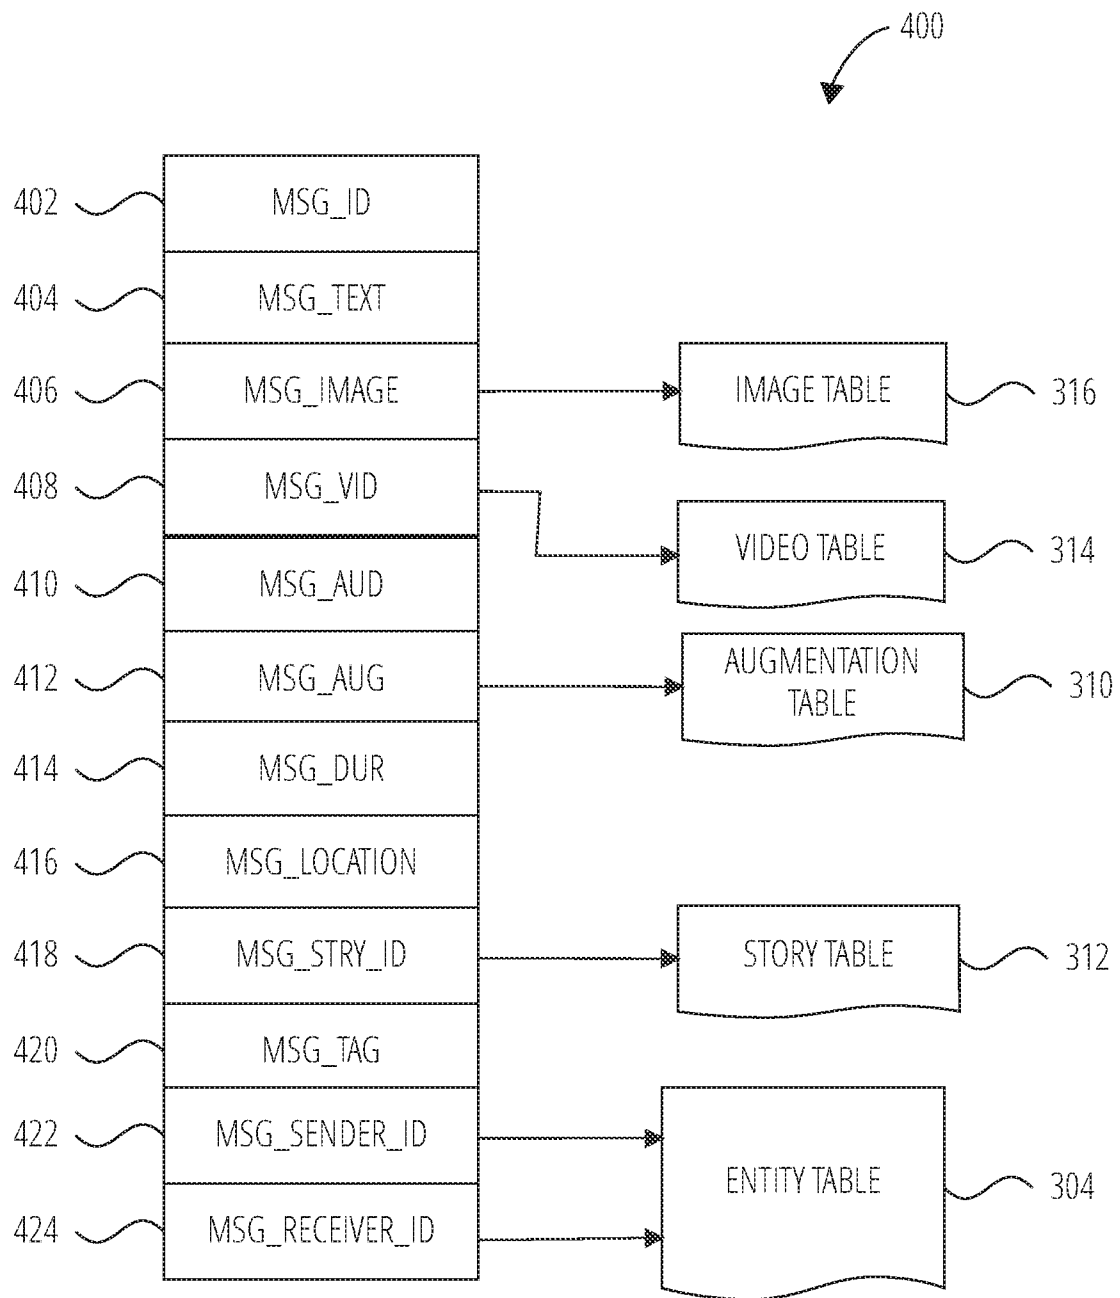 400
402 MSG_ID
404 MSG_TEXT
406 MSG_IMAGE IMAGE TABLE 316
408 MSG_VID VIDEO TABLE 314
410 MSG_AUD
412 MSG_AUG AUGMENTATION
TABLE 310
414 MSG_DUR
416 MSG_LOCATION
418 MSG_STRY_ID STORY TABLE 312
420 MSG_TAG
422 MSG_SENDER_ID
ENTITY TABLE 304
424 MSG_RECEIVER_ID